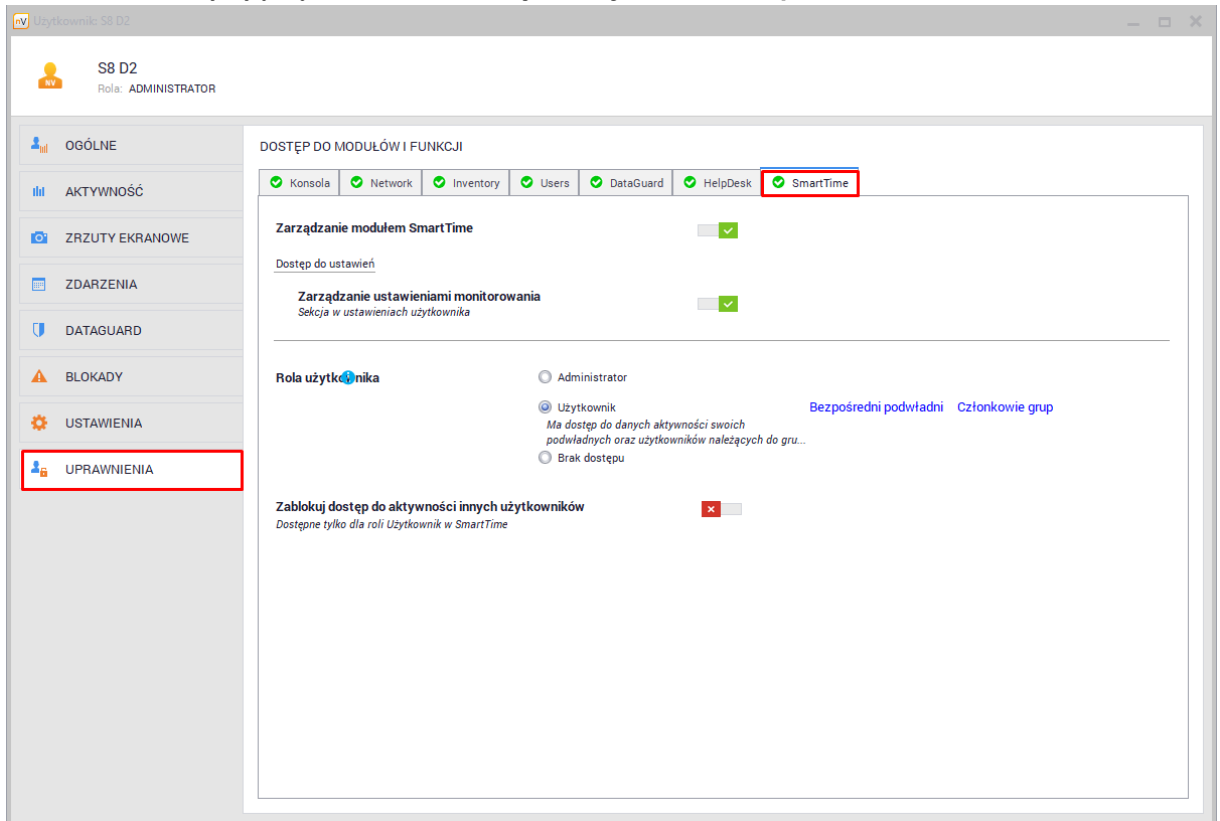 nV Użytkownik: S8 D2
S8 D2
NV
Rola: ADMINISTRATOR
OGÓLNE
AKTYWNOŚĆ
ZRZUTY EKRANOWE
ZDARZENIA
DATAGUARD
BLOKADY
USTAWIENIA
UPRAWNIENIA
DOSTĘP DO MODUŁÓW I FUNKCJI
Konsola Network Inventory Users DataGuard HelpDesk SmartTime
Zarządzanie modułem SmartTime
Dostęp do ustawień
Zarządzanie ustawieniami monitorowania
Sekcja w ustawieniach użytkownika
Rola użytkownika
Administrator
Użytkownik Bezpośredni podwładni Członkowie grup
Ma dostęp do danych aktywności swoich
podwładnych oraz użytkowników należących do gru...
Brak dostępu
Zablokuj dostęp do aktywności innych użytkowników
Dostępne tylko dla roli Użytkownik w SmartTime